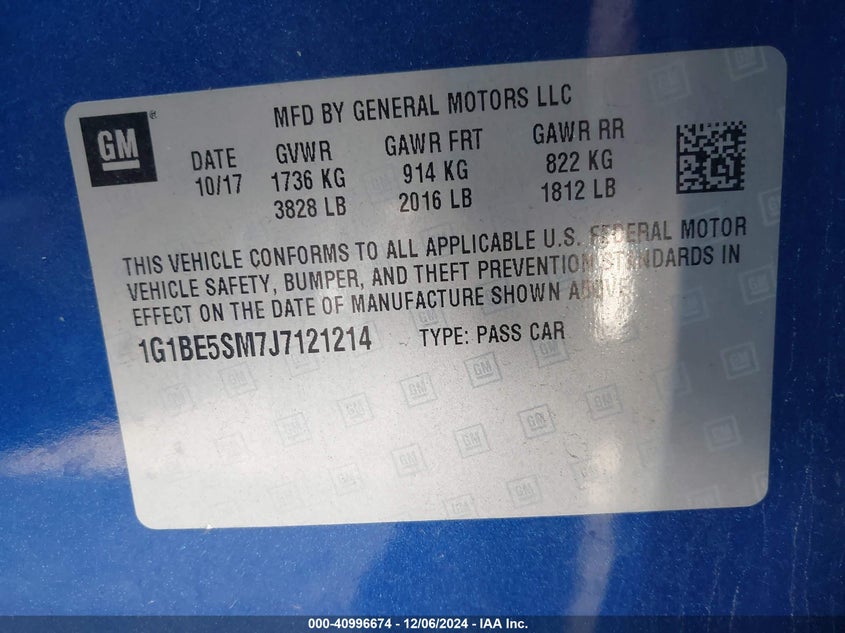 GM
MFD BY GENERAL MOTORS LLC
DATE GVWR GAWR FRT GAWR RR
10/17 1736 KG 914 KG 822 KG
3828 LB 2016 LB 1812 LB
THIS VEHICLE CONFORMS TO ALL APPLICABLE U.S. FEDERAL MOTOR
VEHICLE SAFETY, BUMPER, AND THEFT PREVENTION STANDARDS IN
EFFECT ON THE DATE OF MANUFACTURE SHOWN ABOVE.
1G1BE5SM7J7121214 TYPE: PASS CAR
000-40996674 - 12/06/2024 - IAA Inc.